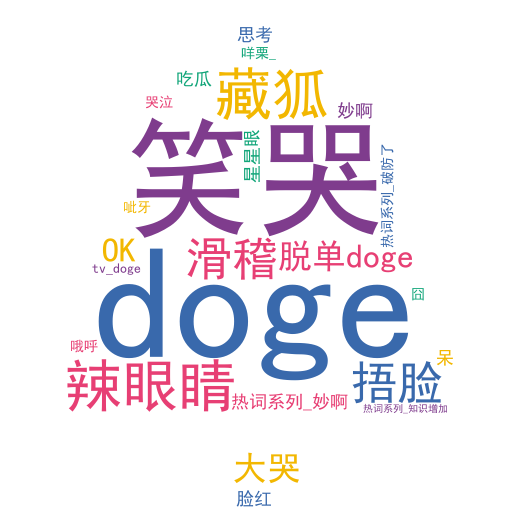 思考
咩栗_
吃瓜
藏狐
哭泣
妙啊
笑哭
星星眼
热词系列_破防了
呲牙
OK
滑稽
脱单doge
tv_doge
doge
囧
哦呼
呆
辣眼睛
捂脸
热词系列_妙啊
热词系列_知识增加
大哭
脸红